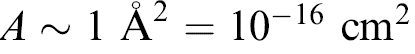 A ∼ 1 Å² = 10⁻¹⁶ cm²